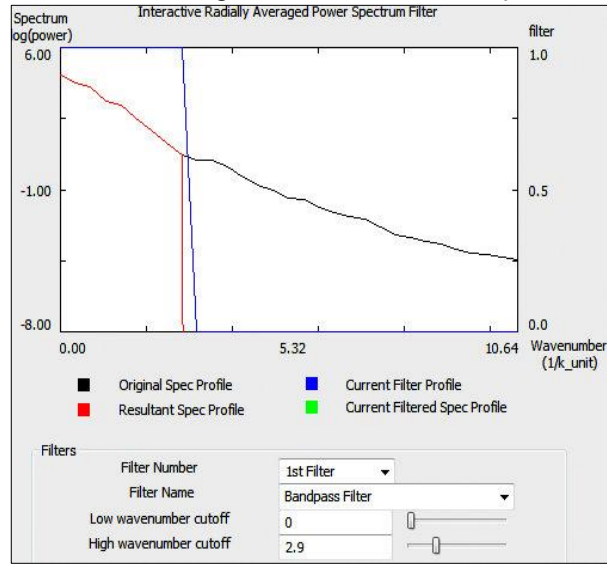 Interactive Radially Averaged Power Spectrum Filter
Spectrum
og(power)
filter
6.00
1.0
-1.00
0.5
-8.00
0.0
0.00
5.32
10.64
Wavenumber
(1/k_unit)
Original Spec Profile
Current Filter Profile
Resultant Spec Profile
Current Filtered Spec Profile
Filters
Filter Number
1st Filter
Filter Name
Bandpass Filter
Low wavenumber cutoff
0
High wavenumber cutoff
2.9